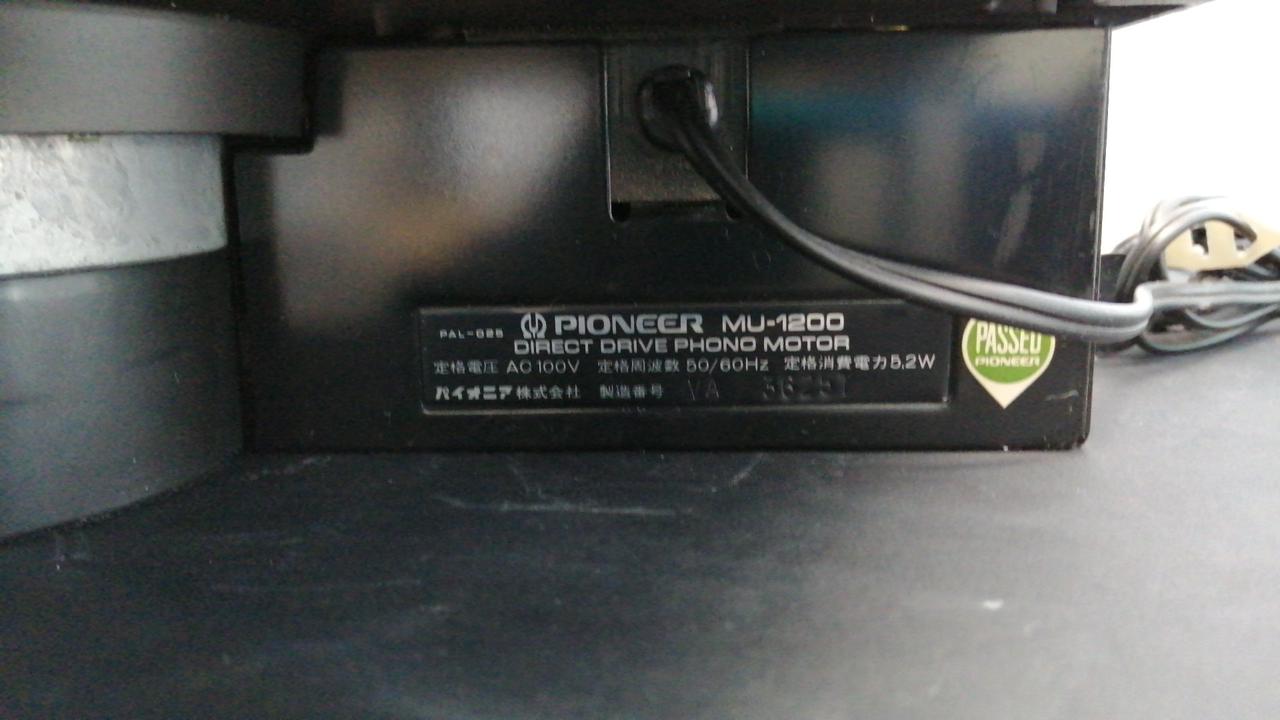 PAL-025 PIONEER MU-1200
DIRECT DRIVE PHONO MOTOR
定格電圧 AC 100V 定格周波数 50/60Hz 定格消費電力 5.2W
パイオニア株式会社 製造番号 VA 36251
PASSED
PIONEER